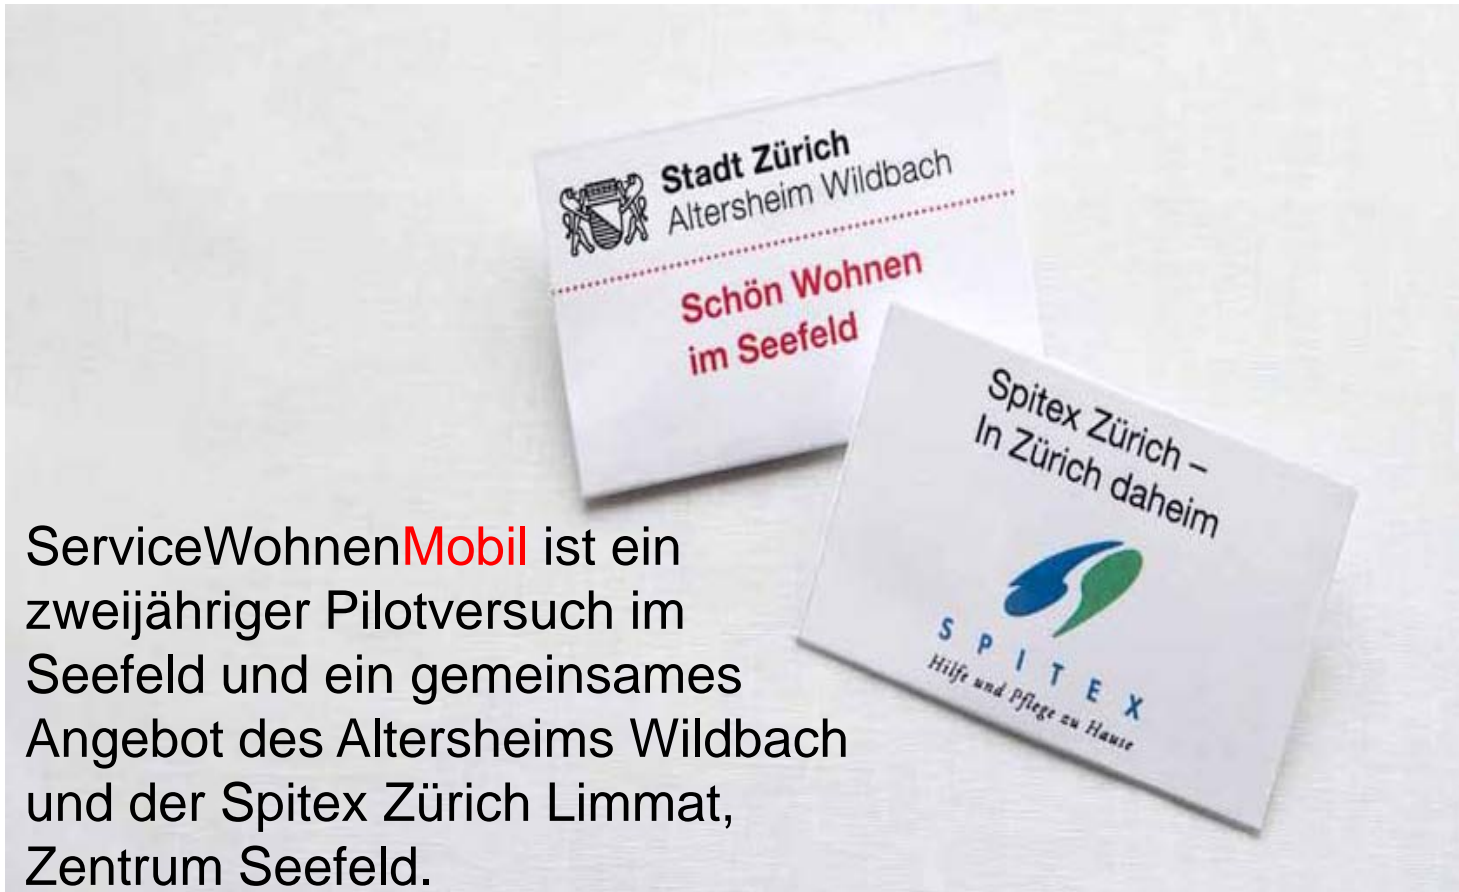 Stadt Zürich
Altersheim Wildbach
Schön Wohnen
im Seefeld
Spitex Zürich –
In Zürich daheim
SPITEX
Hilfe und Pflege zu Hause
ServiceWohnenMobil ist ein
zweijähriger Pilotversuch im
Seefeld und ein gemeinsames
Angebot des Altersheims Wildbach
und der Spitex Zürich Limmat,
Zentrum Seefeld.